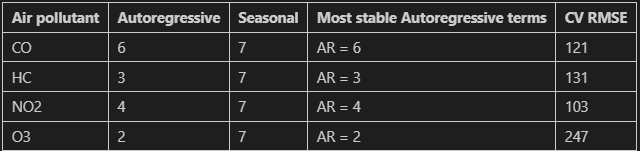 Air pollutant Autoregressive Seasonal Most stable Autoregressive terms CV RMSE
CO 6 7 AR = 6 121
HC 3 7 AR = 3 131
NO2 4 7 AR = 4 103
O3 2 7 AR = 2 247